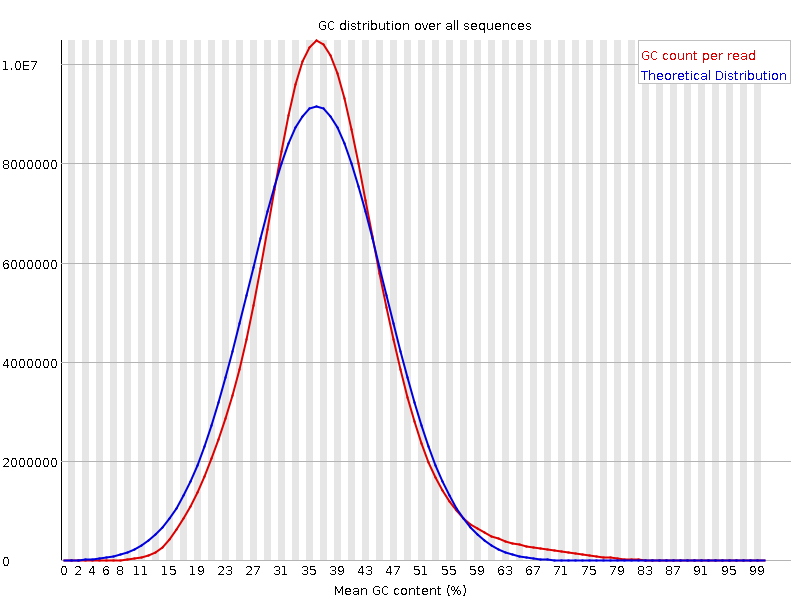 GC distribution over all sequences
GC count per read
Theoretical Distribution
1.0E7
8000000
6000000
4000000
2000000
0
0 2 4 6 8 11 15 19 23 27 31 35 39 43 47 51 55 59 63 67 71 75 79 83 87 91 95 99
Mean GC content (%)